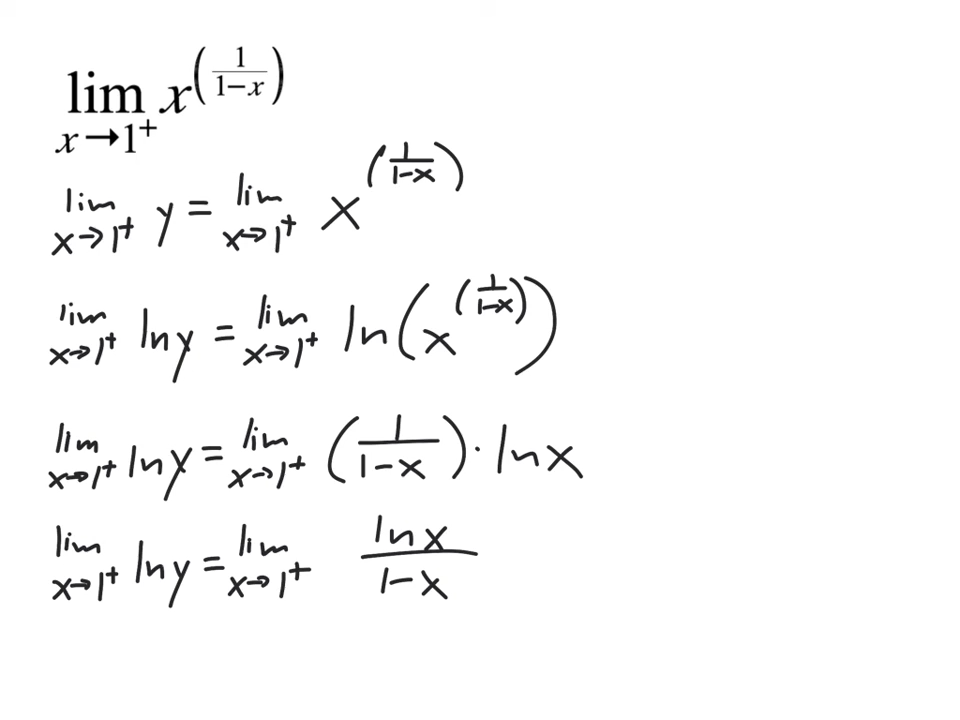 lim x→1⁺ x^(1/(1−x))
lim x→1⁺ y = lim x→1⁺ x^(1/(1−x))
lim x→1⁺ ln y = lim x→1⁺ ln(x^(1/(1−x)))
lim x→1⁺ ln y = lim x→1⁺ (1/(1−x)) · ln x
lim x→1⁺ ln y = lim x→1⁺ (ln x)/(1−x)